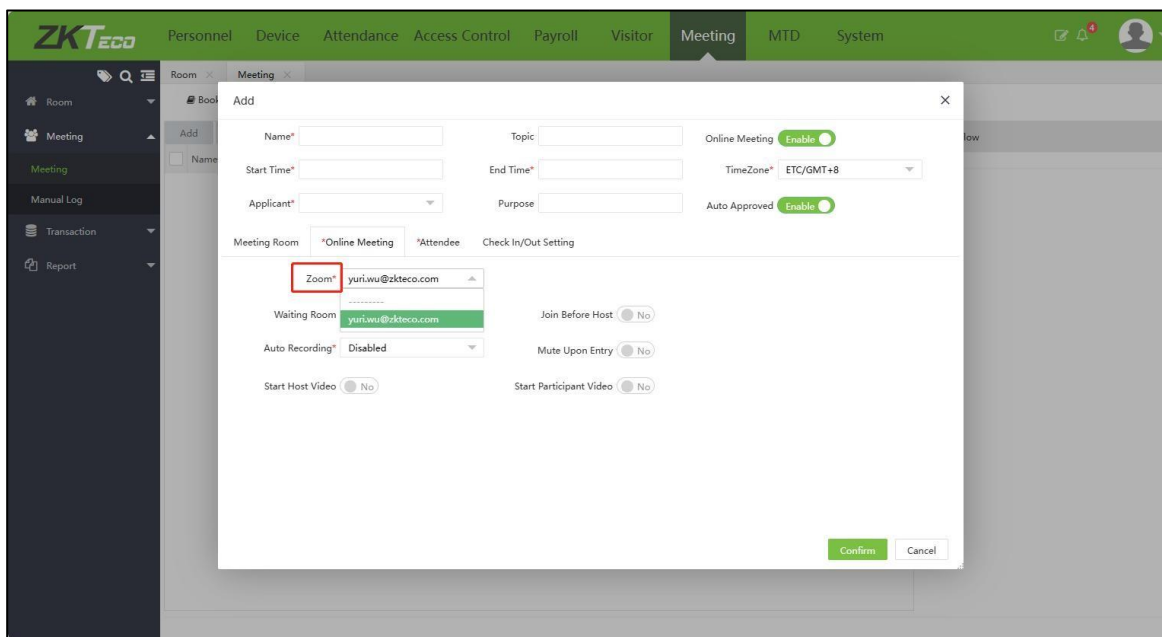 ZKTeco Personnel Device Attendance Access Control Payroll Visitor Meeting MTD System 4
Room Meeting
Room
Book
Add
Name* Topic Online Meeting Enable
Meeting
Add
low
Name
Meeting
Start Time* End Time* TimeZone* ETC/GMT+8
Manual Log
Applicant* Purpose Auto Approved Enable
Transaction
Meeting Room *Online Meeting *Attendee Check In/Out Setting
Report
Zoom* yuri.wu@zkteco.com
---------
Waiting Room yuri.wu@zkteco.com Join Before Host No
Auto Recording* Disabled Mute Upon Entry No
Start Host Video No Start Participant Video No
Confirm Cancel